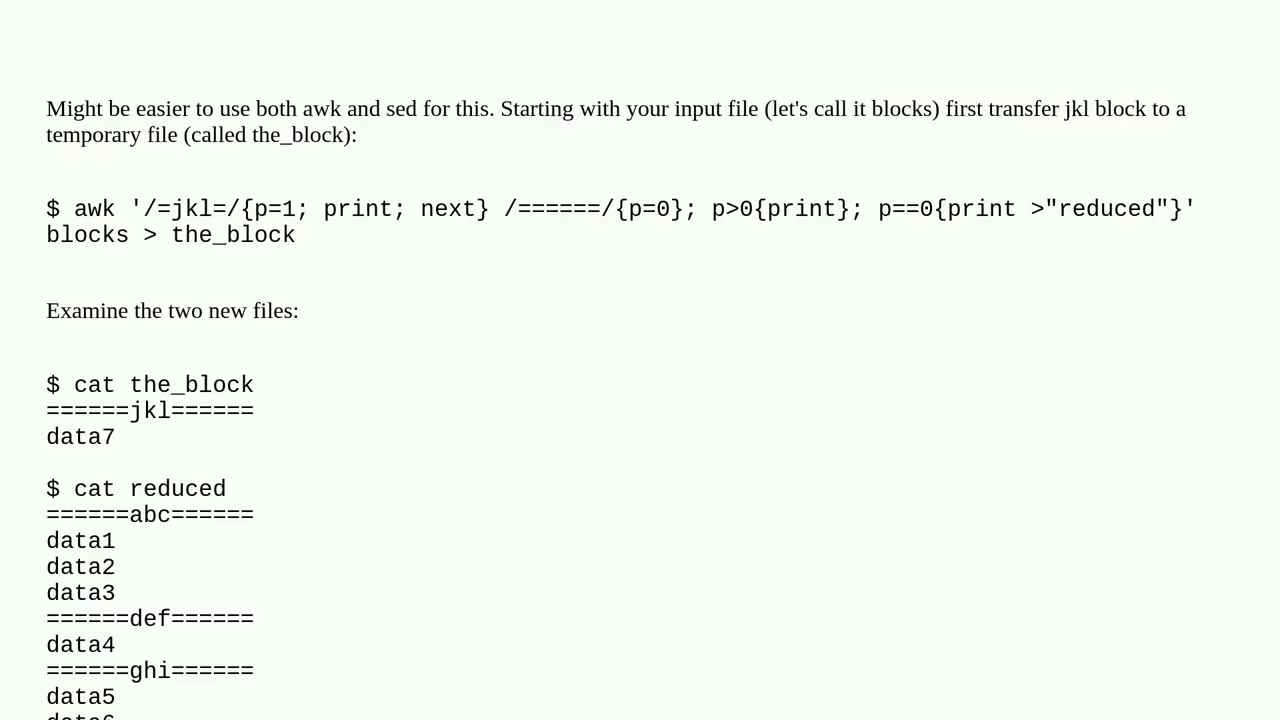 Might be easier to use both awk and sed for this. Starting with your input file (let's call it blocks) first transfer jkl block to a
temporary file (called the_block):
$ awk '/=jkl=/{p=1; print; next} /======/{p=0}; p>0{print}; p==0{print >"reduced"}'
blocks > the_block
Examine the two new files:
$ cat the_block
======jkl======
data7
$ cat reduced
======abc======
data1
data2
data3
======def======
data4
======ghi======
data5
data6